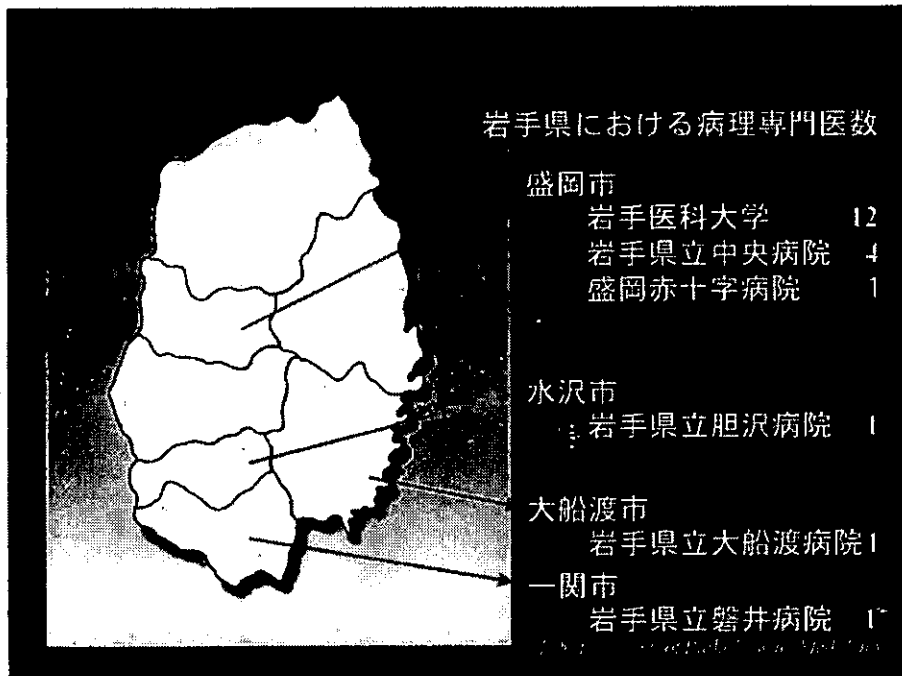 岩手県における病理専門医数
盛岡市
岩手医科大学 12
岩手県立中央病院 4
盛岡赤十字病院 1
水沢市
岩手県立胆沢病院 1
大船渡市
岩手県立大船渡病院 1
一関市
岩手県立磐井病院 1